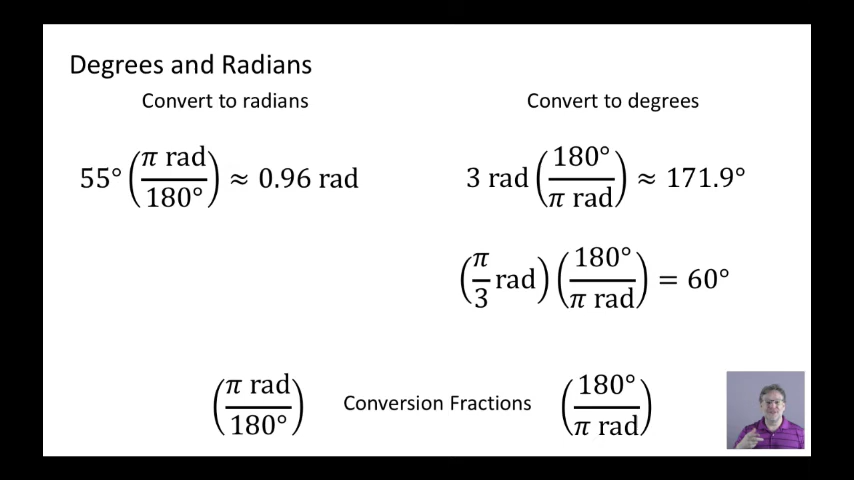 Degrees and Radians
Convert to radians
Convert to degrees
55° (π rad / 180°) ≈ 0.96 rad
3 rad (180° / π rad) ≈ 171.9°
(π/3 rad) (180° / π rad) = 60°
(π rad / 180°) Conversion Fractions (180° / π rad)